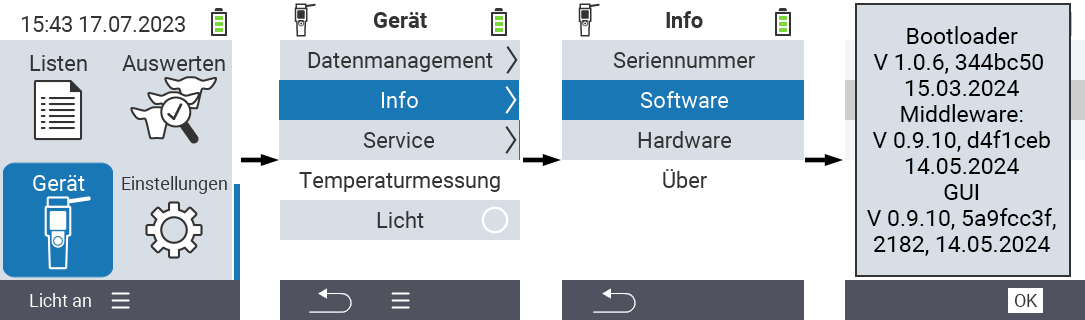 15:43 17.07.2023
Listen
Auswerten
Gerät
Einstellungen
Licht an
Gerät
Datenmanagement
Info
Service
Temperaturmessung
Licht
Info
Seriennummer
Software
Hardware
Über
Bootloader
V 1.0.6, 344bc50
15.03.2024
Middleware:
V 0.9.10, d4f1ceb
14.05.2024
GUI
V 0.9.10, 5a9fcc3f,
2182, 14.05.2024
OK